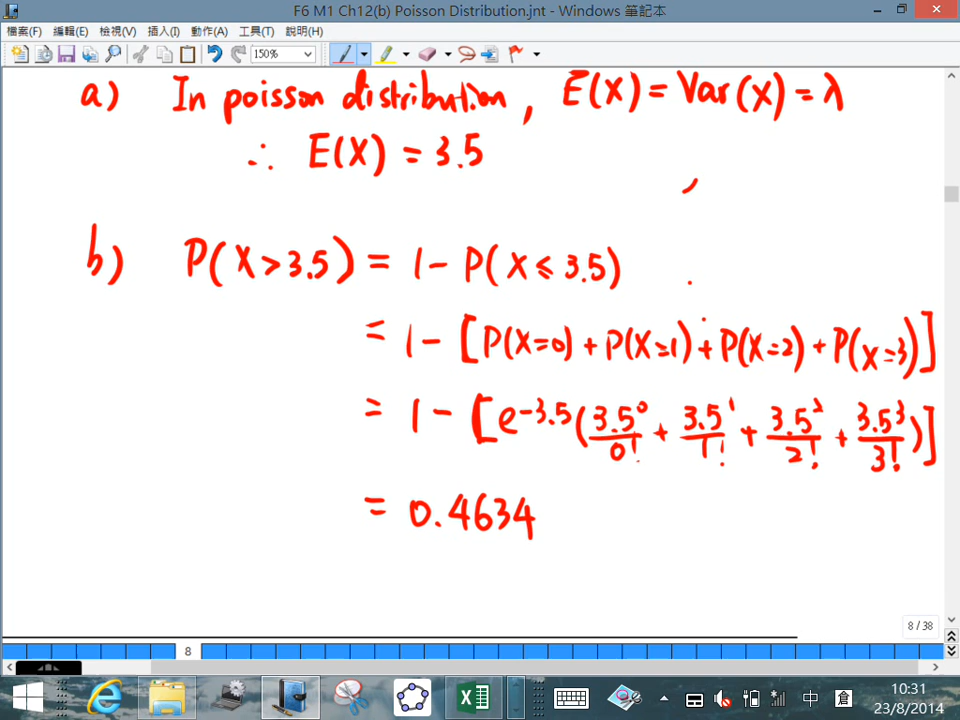 F6 M1 Ch12(b) Poisson Distribution.jnt - Windows 筆記本
檔案(F) 編輯(E) 檢視(V) 插入(I) 動作(A) 工具(T) 說明(H)
150%
a) In poisson distribution, E(X) = Var(X) = λ
∴ E(X) = 3.5
b) P(X > 3.5) = 1 - P(X ≤ 3.5)
= 1 - [P(X=0) + P(X=1) + P(X=2) + P(X=3)]
= 1 - [e^-3.5 (3.5^0/0! + 3.5^1/1! + 3.5^2/2! + 3.5^3/3!)]
= 0.4634
8 / 38
8
中 倉 10:31
23/8/2014